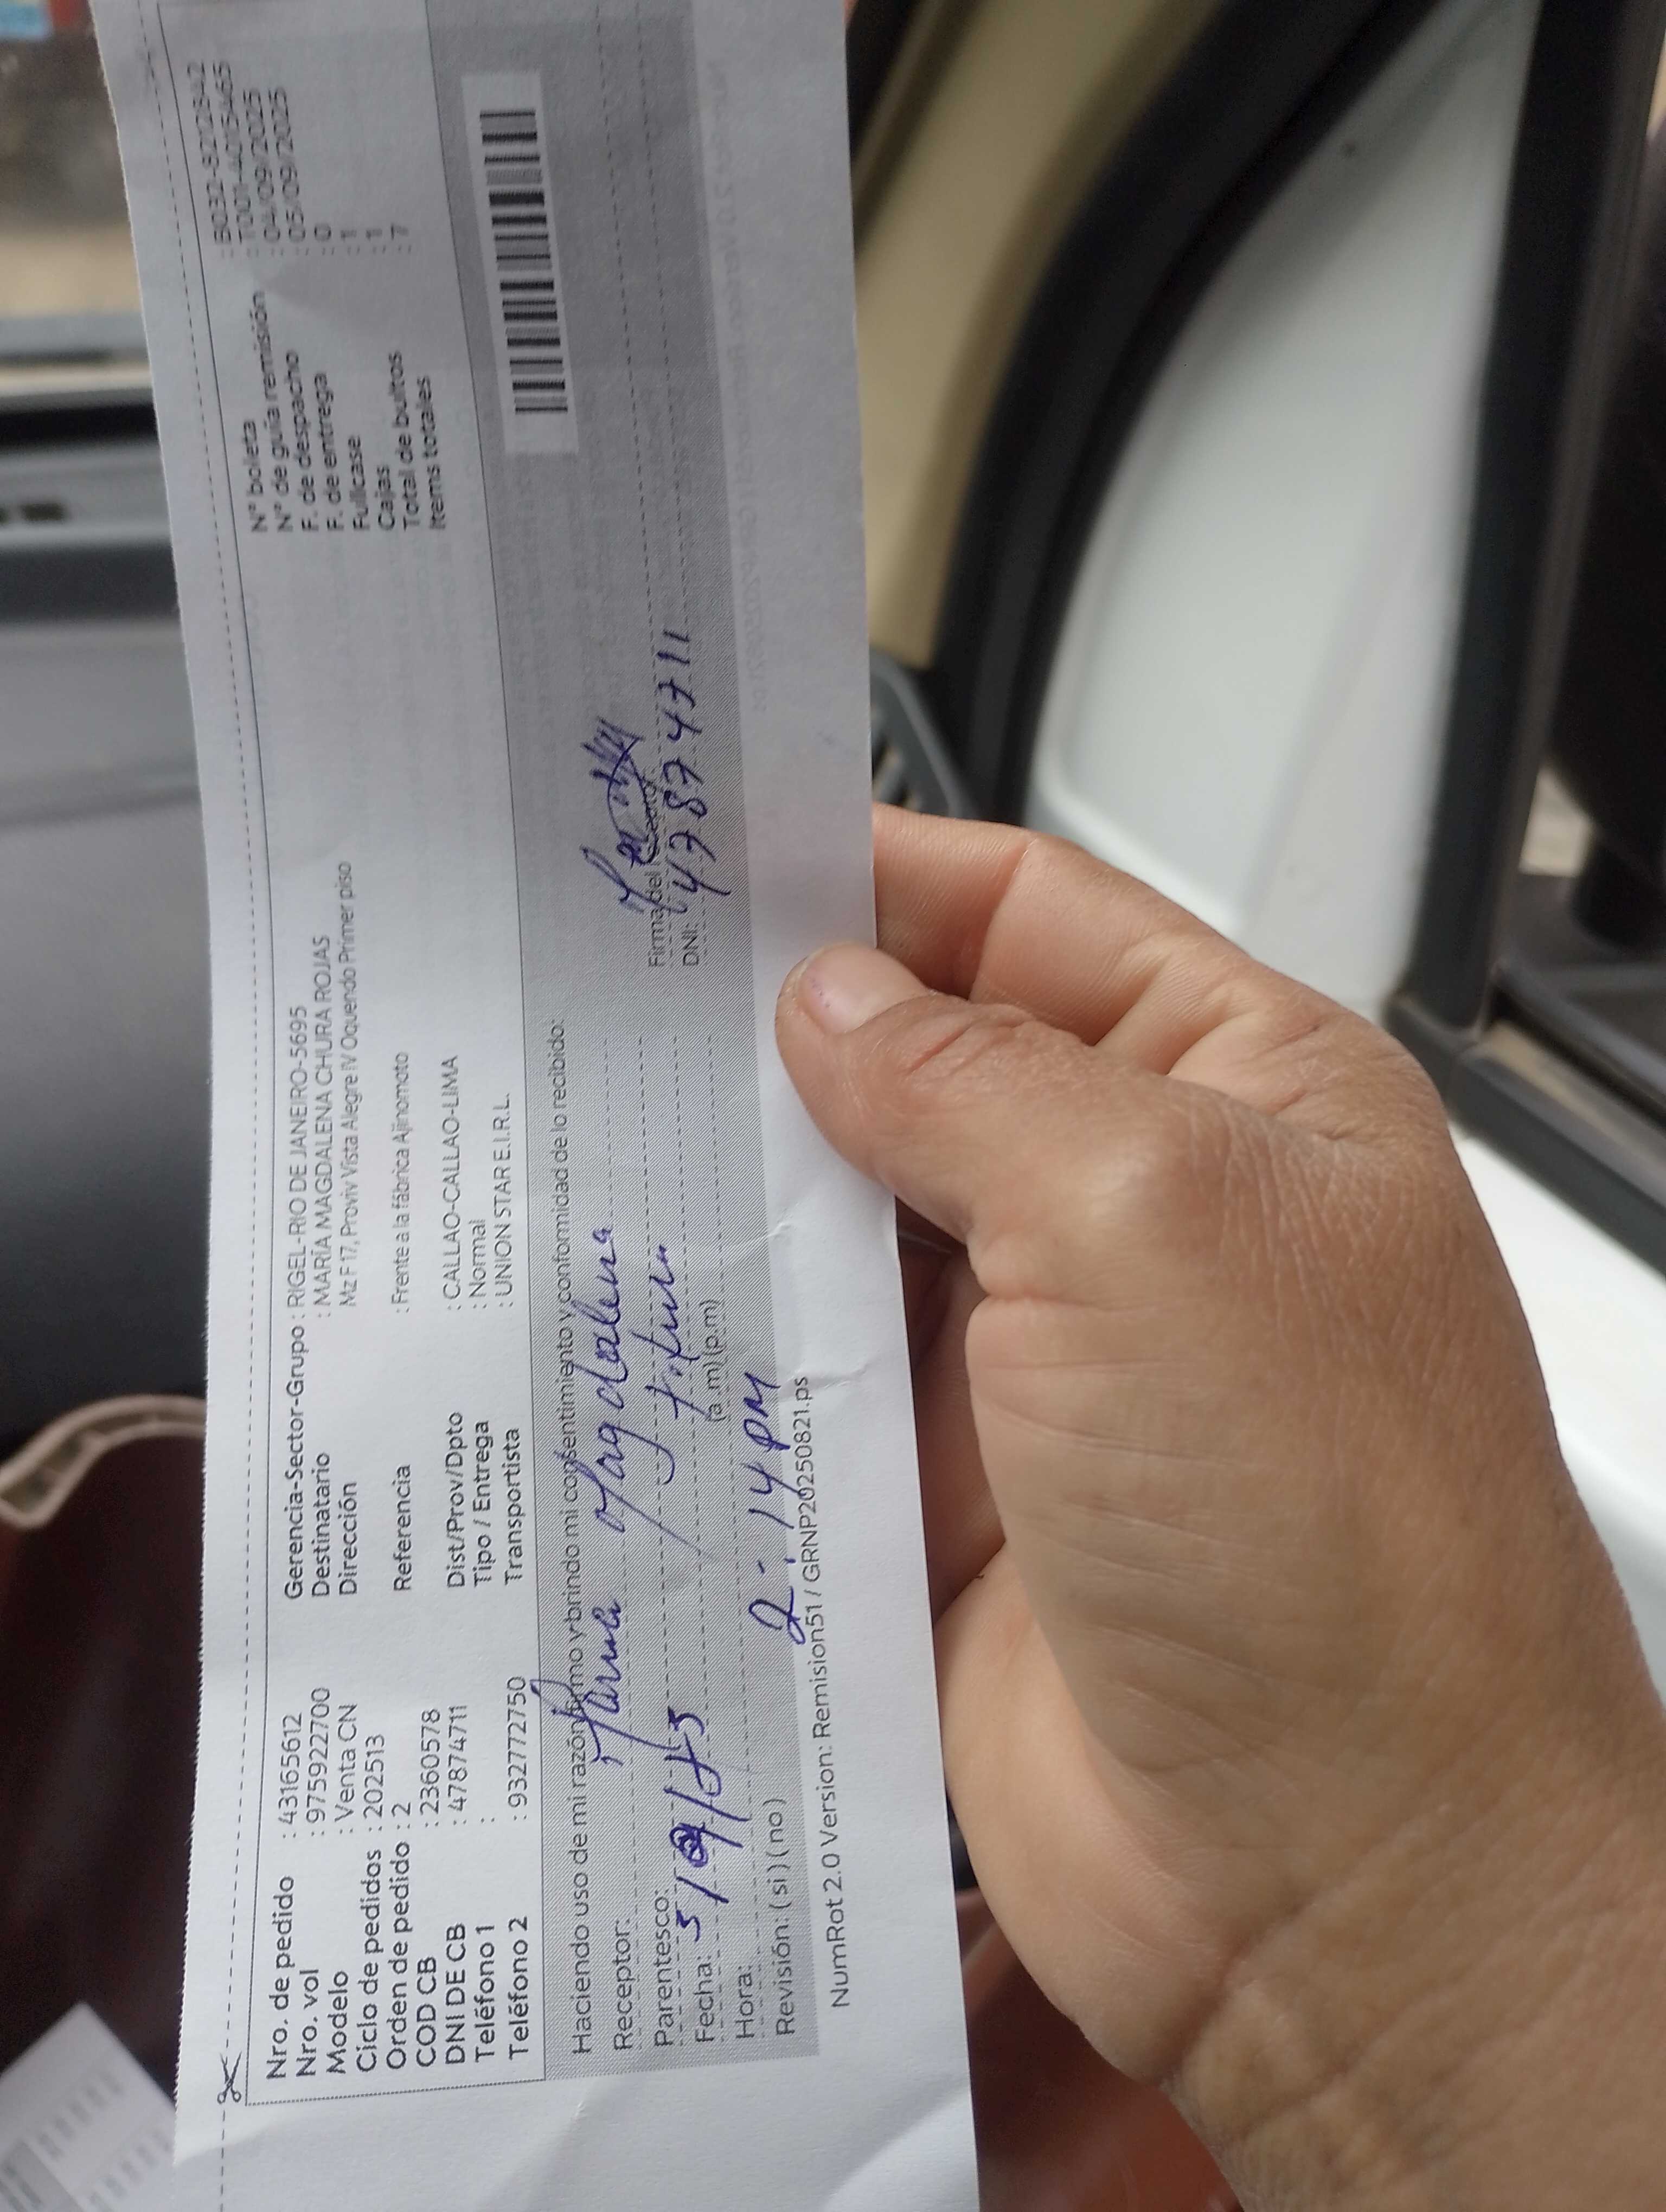 Nro. de pedido : 43165612
Nro. vol : 975922700
Modelo : Venta CN
Ciclo de pedidos : 202513
Orden de pedido : 2
COD CB : 2360578
DNI DE CB : 47874711
Teléfono 1 :
Teléfono 2 : 932772750
Gerencia-Sector-Grupo : RIGEL-RIO DE JANEIRO-5695
Destinatario : MARÍA MAGDALENA CHURA ROJAS
Dirección Mz F 17, Proviv Vista Alegre IV Oquendo Primer piso
Referencia : Frente a la fábrica Ajinomoto
Dist/Prov/Dpto : CALLAO-CALLAO-LIMA
Tipo / Entrega : Normal
Transportista : UNION STAR E.I.R.L.
N° boleta : B032-82102842
N° de guía remisión : T001-
F. de despacho : 04/09/2025
F. de entrega : 05/09/2025
Fullcase : 0
Cajas : 1
Total de bultos : 1
Items totales : 7
Haciendo uso de mi razón firmo y brindo mi consentimiento y conformidad de lo recibido:
Receptor: Maria Magdalena
Parentesco:
Fecha: 5/9/
Hora: 2:14 pm (a.m) (p.m)
Revisión: ( si ) ( no )
Firma del
DNI: 47874711
NumRot 2.0 Version: Remision51 / GRNP20250821.ps